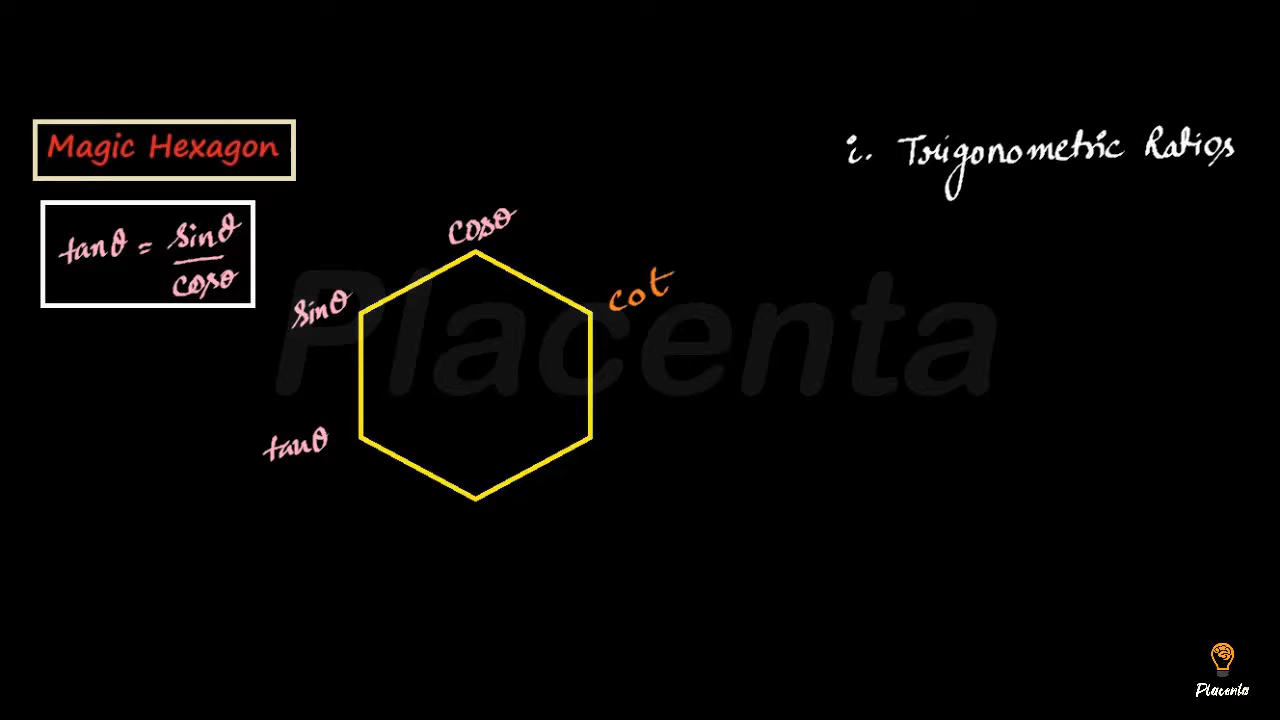 Magic Hexagon
i. Trigonometric Ratios
tanθ = sinθ
cosθ
cosθ
cot
sinθ
tanθ
Placenta
Placenta